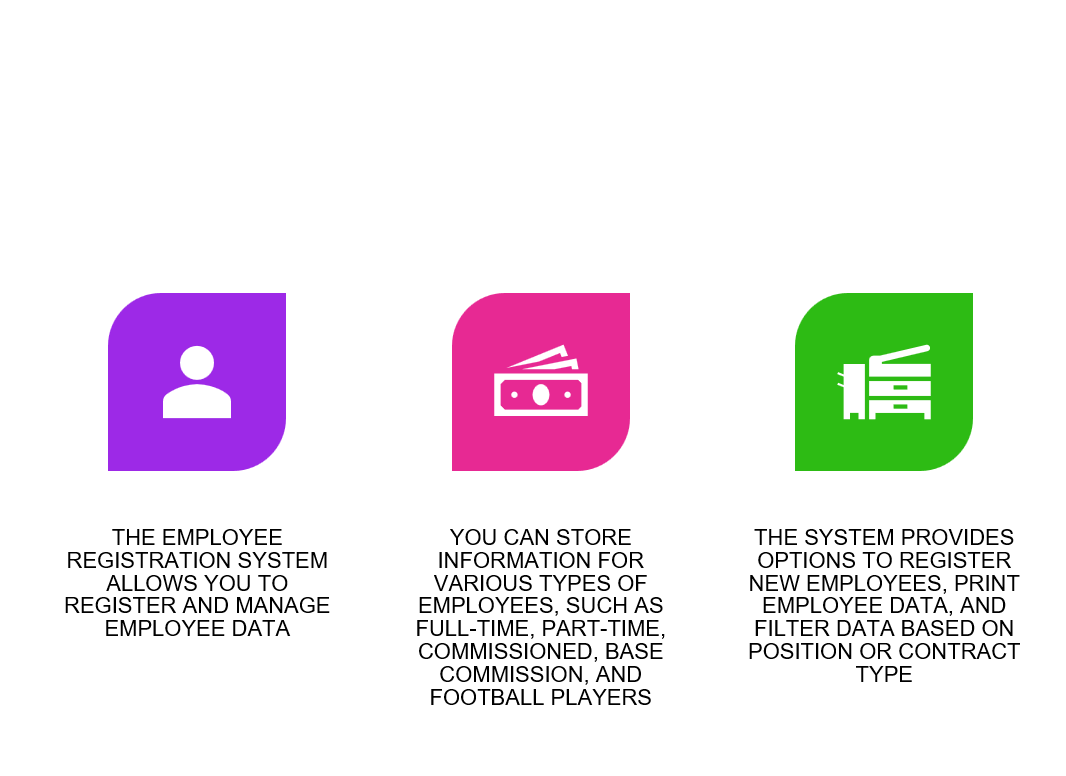 THE EMPLOYEE
REGISTRATION SYSTEM
ALLOWS YOU TO
REGISTER AND MANAGE
EMPLOYEE DATA
YOU CAN STORE
INFORMATION FOR
VARIOUS TYPES OF
EMPLOYEES, SUCH AS
FULL-TIME, PART-TIME,
COMMISSIONED, BASE
COMMISSION, AND
FOOTBALL PLAYERS
THE SYSTEM PROVIDES
OPTIONS TO REGISTER
NEW EMPLOYEES, PRINT
EMPLOYEE DATA, AND
FILTER DATA BASED ON
POSITION OR CONTRACT
TYPE